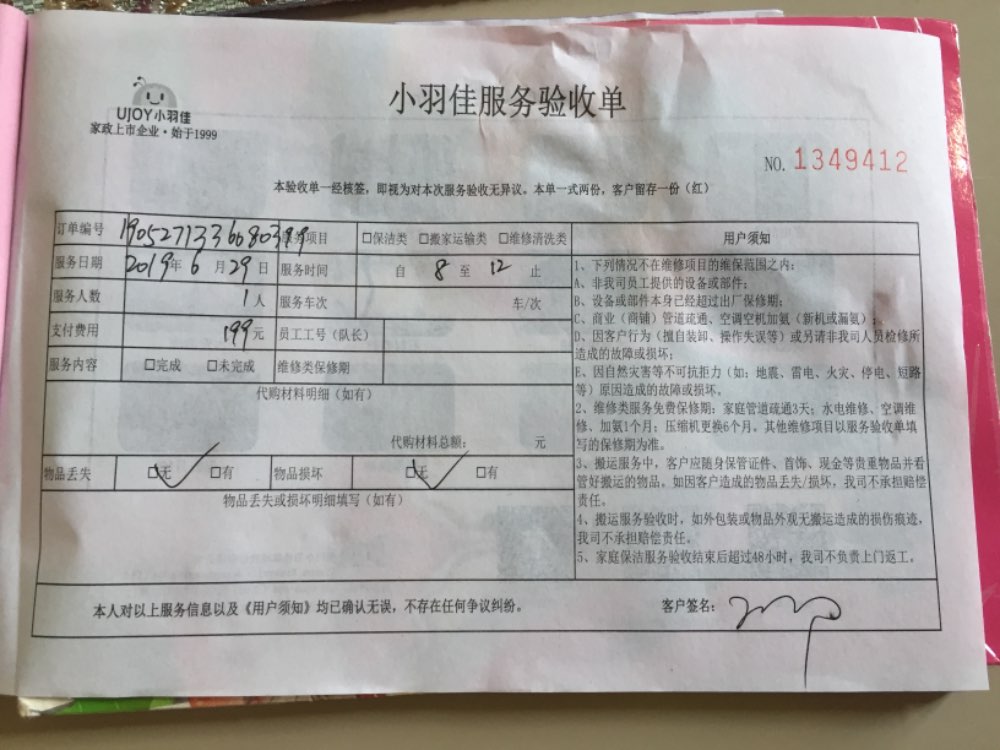 UJOY小羽佳
家政上市企业·始于1999
小羽佳服务验收单
NO. 1349412
本验收单一经核签，即视为对本次服务验收无异议。本单一式两份，客户留存一份（红）
订单编号 190527133668039 服务项目 □保洁类 □搬家运输类 □维修清洗类 用户须知
服务日期 2019年 6月 29日 服务时间 自 8 至 12 止
服务人数 1人 服务车次 车/次
支付费用 199元 员工工号（队长）
服务内容 □完成 □未完成 维修类保修期
代购材料明细（如有）
代购材料总额： 元
物品丢失 □无 □有 物品损坏 □无 □有
物品丢失或损坏明细填写（如有）
1、下列情况不在维修项目的维保范围之内：
A、非我司员工提供的设备或部件；
B、设备或部件本身已经超过出厂保修期；
C、商业（商铺）管道疏通、空调空机加氨（新机或漏氨）；
D、因客户行为（擅自装卸、操作失误等）或另请非我司人员检修所
造成的故障或损坏；
E、因自然灾害等不可抗拒力（如：地震、雷电、火灾、停电、短路
等）原因造成的故障或损坏。
2、维修类服务免费保修期：家庭管道疏通3天；水电维修、空调维
修、加氨1个月；压缩机更换6个月。其他维修项目以服务验收单填
写的保修期为准。
3、搬运服务中，客户应随身保管证件、首饰、现金等贵重物品并看
管好搬运的物品。如因客户造成的物品丢失/损坏，我司不承担赔偿
责任。
4、搬运服务验收时，如外包装或物品外观无搬运造成的损伤痕迹，
我司不承担赔偿责任。
5、家庭保洁服务验收结束后超过48小时，我司不负责上门返工。
本人对以上服务信息以及《用户须知》均已确认无误，不存在任何争议纠纷。 客户签名：